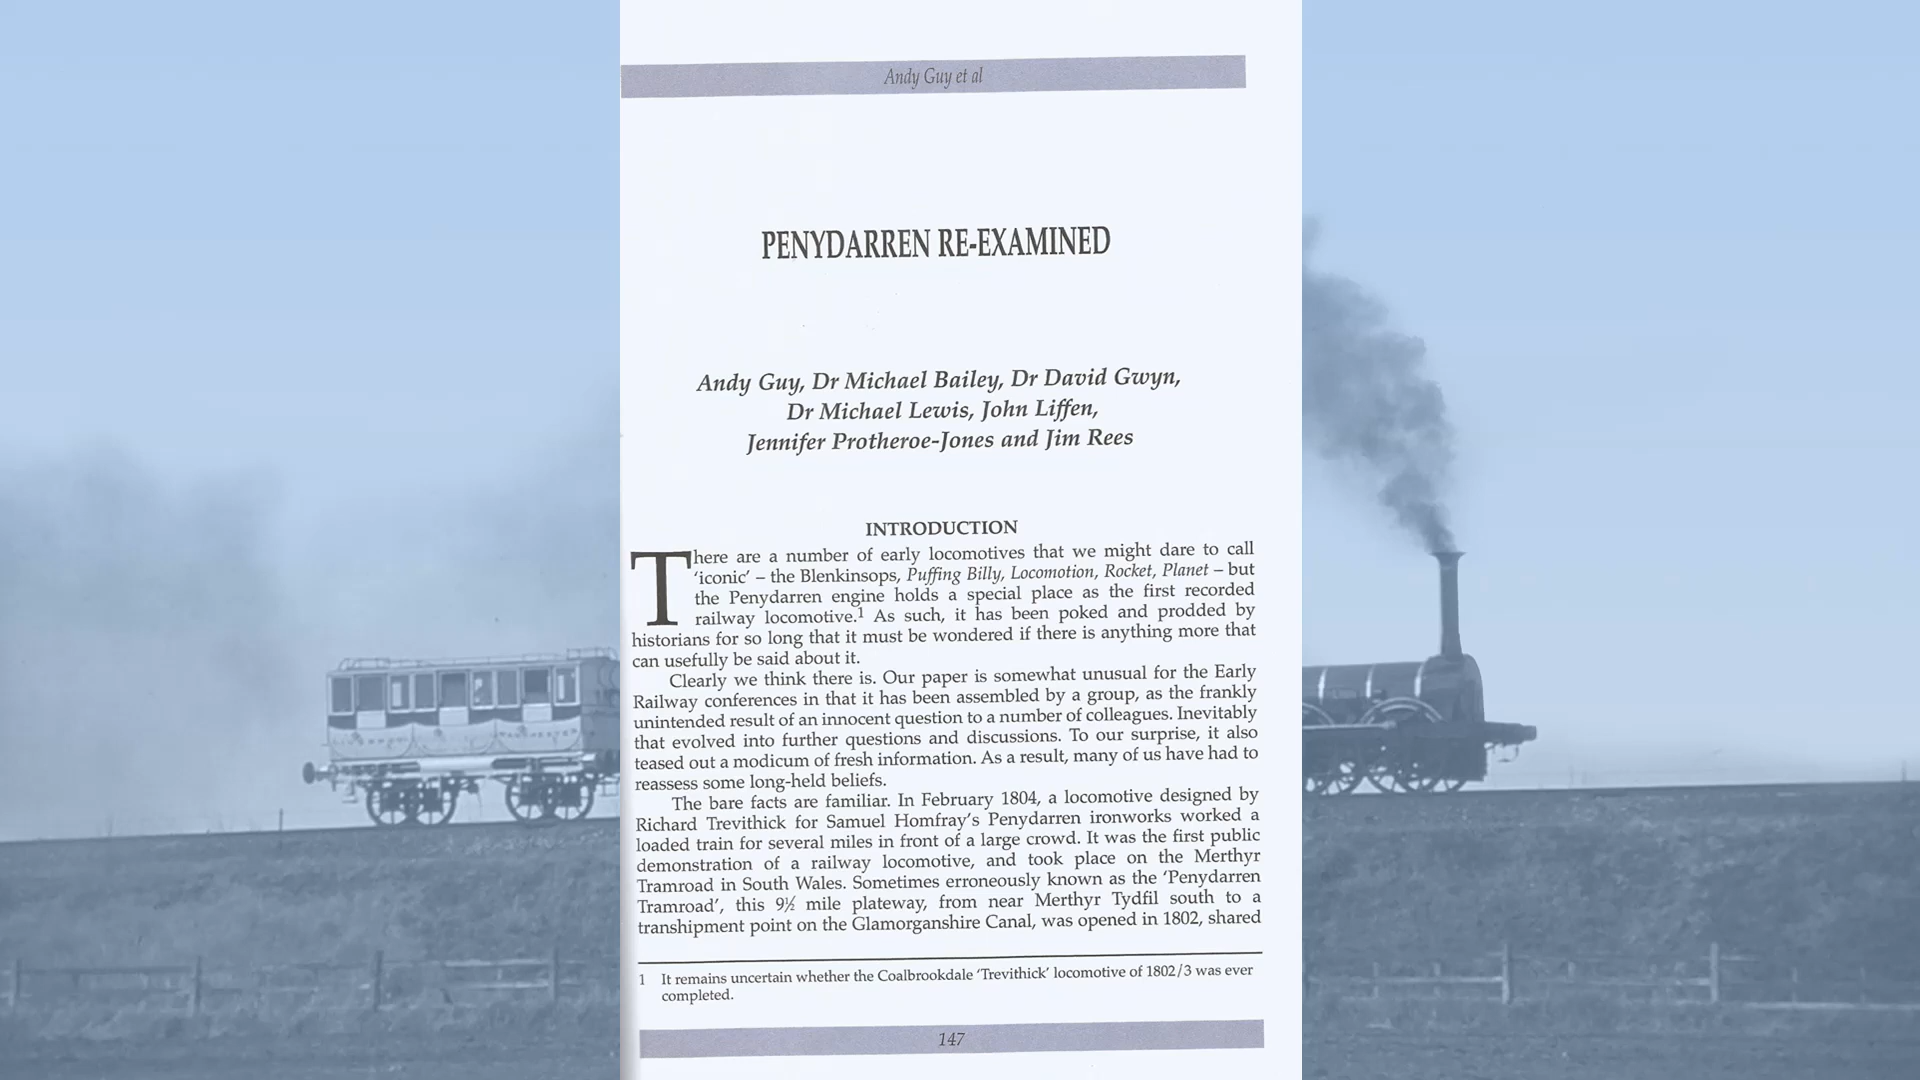 Andy Guy et al
PENYDARREN RE-EXAMINED
Andy Guy, Dr Michael Bailey, Dr David Gwyn,
Dr Michael Lewis, John Liffen,
Jennifer Protheroe-Jones and Jim Rees
INTRODUCTION
There are a number of early locomotives that we might dare to call
‘iconic’ – the Blenkinsops, Puffing Billy, Locomotion, Rocket, Planet – but
the Penydarren engine holds a special place as the first recorded
railway locomotive.1 As such, it has been poked and prodded by
historians for so long that it must be wondered if there is anything more that
can usefully be said about it.
Clearly we think there is. Our paper is somewhat unusual for the Early
Railway conferences in that it has been assembled by a group, as the frankly
unintended result of an innocent question to a number of colleagues. Inevitably
that evolved into further questions and discussions. To our surprise, it also
teased out a modicum of fresh information. As a result, many of us have had to
reassess some long-held beliefs.
The bare facts are familiar. In February 1804, a locomotive designed by
Richard Trevithick for Samuel Homfray’s Penydarren ironworks worked a
loaded train for several miles in front of a large crowd. It was the first public
demonstration of a railway locomotive, and took place on the Merthyr
Tramroad in South Wales. Sometimes erroneously known as the ‘Penydarren
Tramroad’, this 9½ mile plateway, from near Merthyr Tydfil south to a
transhipment point on the Glamorganshire Canal, was opened in 1802, shared
1 It remains uncertain whether the Coalbrookdale ‘Trevithick’ locomotive of 1802/3 was ever
completed.
147